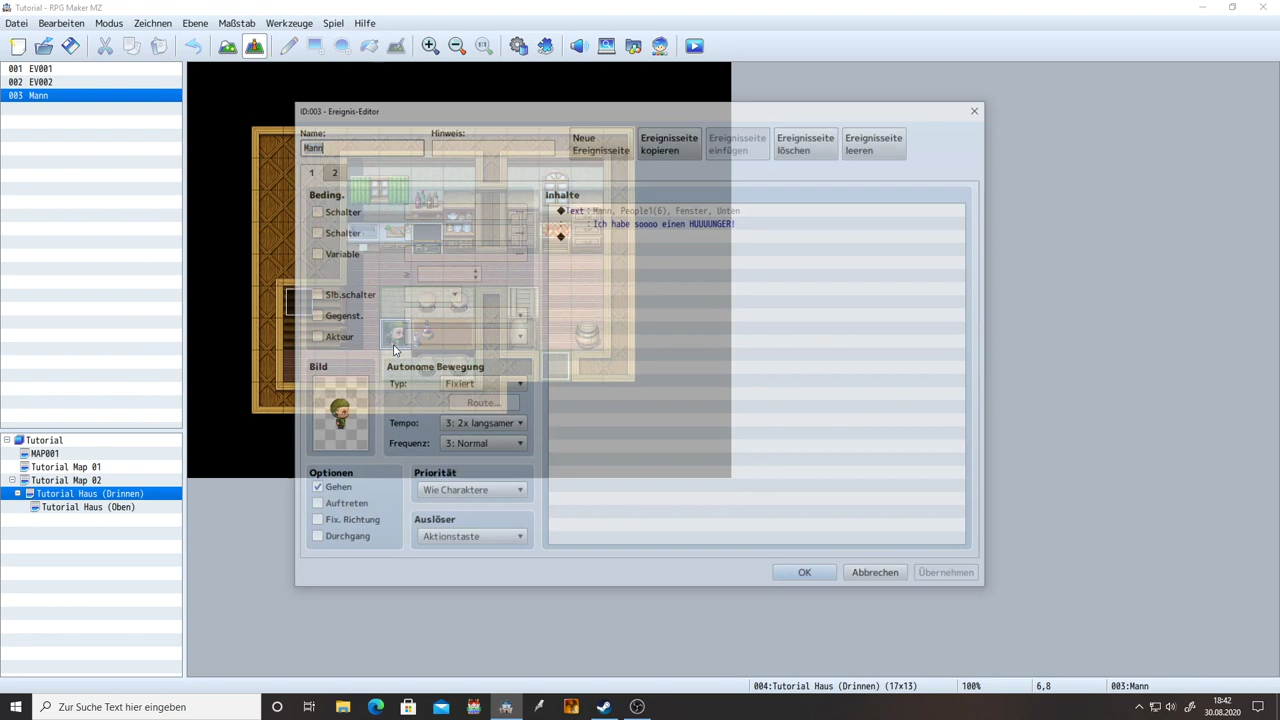 Tutorial - RPG Maker MZ
Datei Bearbeiten Modus Zeichnen Ebene Maßstab Werkzeuge Spiel Hilfe
001 EV001
002 EV002
003 Mann
ID:003 - Ereignis-Editor
Name:
Hinweis:
Mann
Neue Ereignisseite
Ereignisseite kopieren
Ereignisseite einfügen
Ereignisseite löschen
Ereignisseite leeren
1 2
Beding.
Schalter
Schalter
Variable
≥
Slb.schalter
Gegenst.
Akteur
Bild
Autonome Bewegung
Typ: Fixiert
Route...
Tempo: 3: 2x langsamer
Frequenz: 3: Normal
Optionen
Gehen
Auftreten
Fix. Richtung
Durchgang
Priorität
Wie Charaktere
Auslöser
Aktionstaste
Inhalte
◆Text : Mann, People1(6), Fenster, Unten
: : Ich habe soooo einen HUUUUNGER!
◆
OK Abbrechen Übernehmen
Tutorial
MAP001
Tutorial Map 01
Tutorial Map 02
Tutorial Haus (Drinnen)
Tutorial Haus (Oben)
004:Tutorial Haus (Drinnen) (17x13) 100% 6,8 003:Mann
Zur Suche Text hier eingeben
18:42
30.08.2020